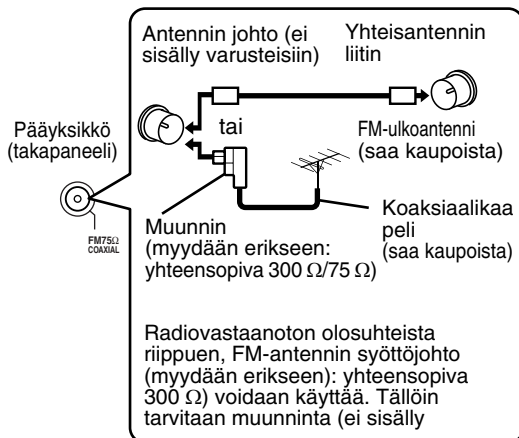 Antennin johto (ei
sisälly varusteisiin)
Yhteisantennin
liitin
Pääyksikkö
(takapaneeli)
tai
FM-ulkoantenni
(saa kaupoista)
FM75Ω
COAXIAL
Muunnin
(myydään erikseen:
yhteensopiva 300 Ω/75 Ω)
Koaksiaalikaa
peli
(saa kaupoista)
Radiovastaanoton olosuhteista
riippuen, FM-antennin syöttöjohto
(myydään erikseen): yhteensopiva
300 Ω) voidaan käyttää. Tällöin
tarvitaan muunninta (ei sisälly